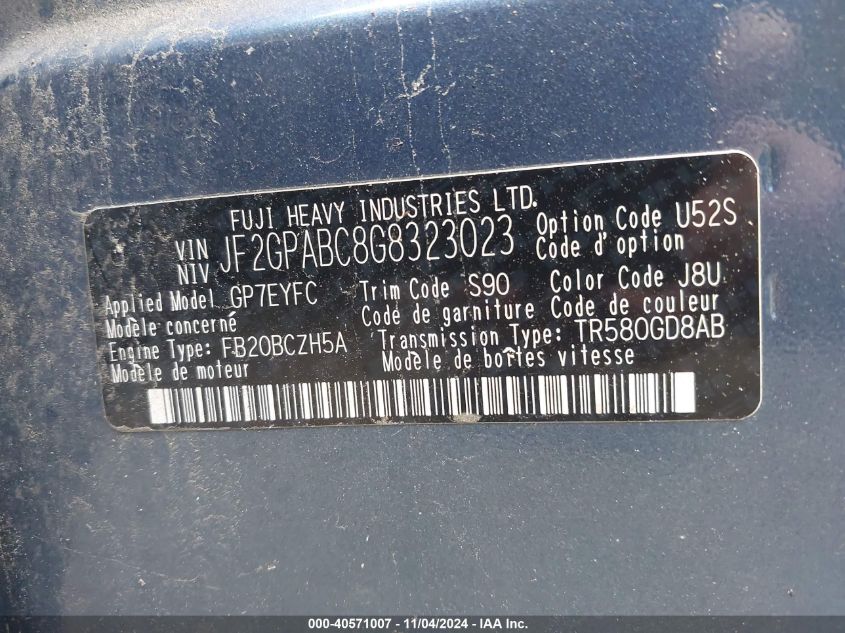 FUJI HEAVY INDUSTRIES LTD.
VIN
NIV
JF2GPABC8G8323023
Option Code U52S
Code d'option
Applied Model GP7EYFC
Modèle concerné
Trim Code S90
Code de garniture
Color Code J8U
Code de couleur
Engine Type: FB20BCZH5A
Modèle de moteur
Transmission Type: TR580GD8AB
Modèle de boîtes vitesse
000-40571007 - 11/04/2024 - IAA Inc.